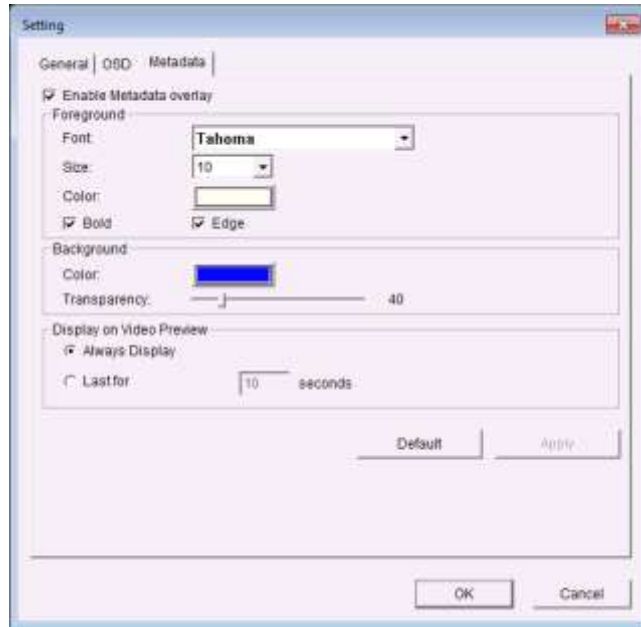 Setting
General OSD Metadata
Enable Metadata overlay
Foreground
Font: Tahoma
Size: 10
Color:
Bold Edge
Background
Color:
Transparency: 40
Display on Video Preview
Always Display
Last for 10 seconds
Default Apply
OK Cancel